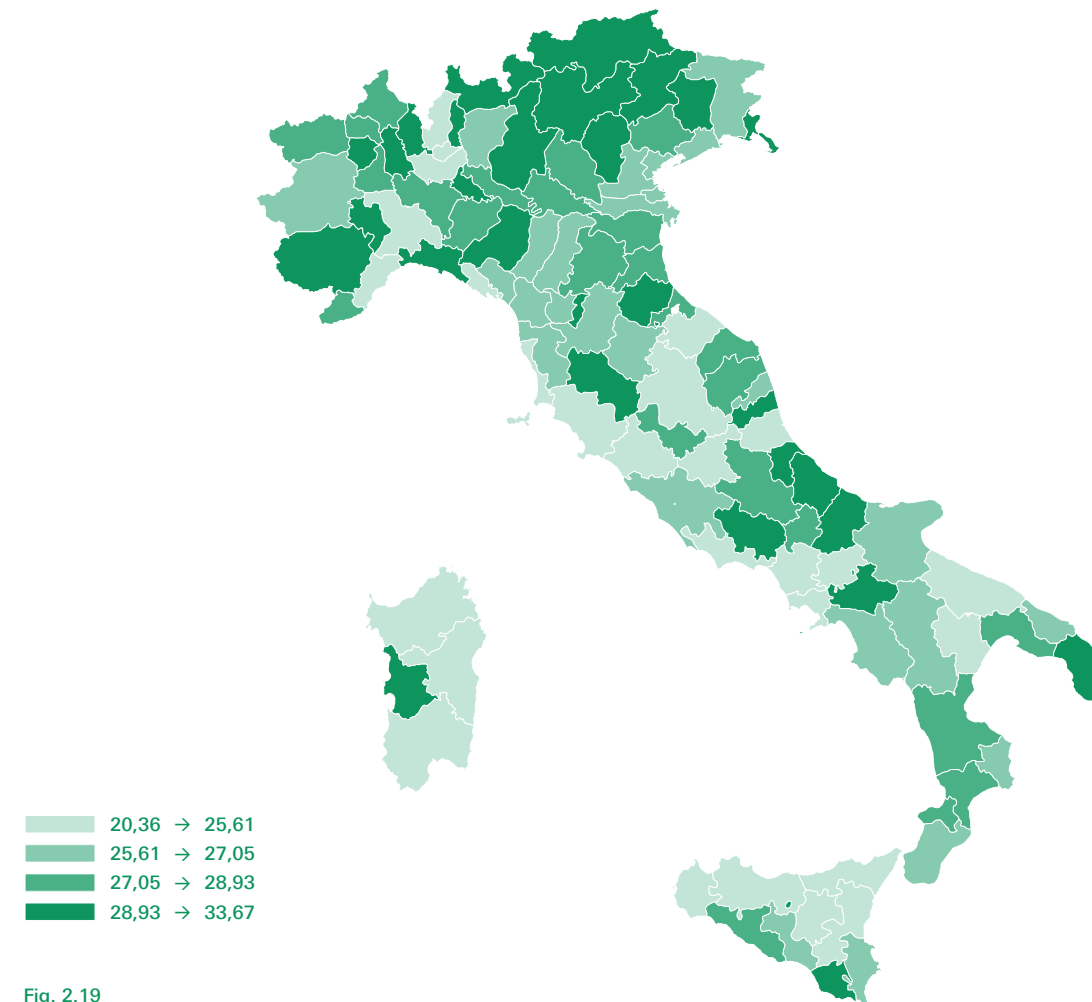 20,36 → 25,61
25,61 → 27,05
27,05 → 28,93
28,93 → 33,67
Fig. 2.19